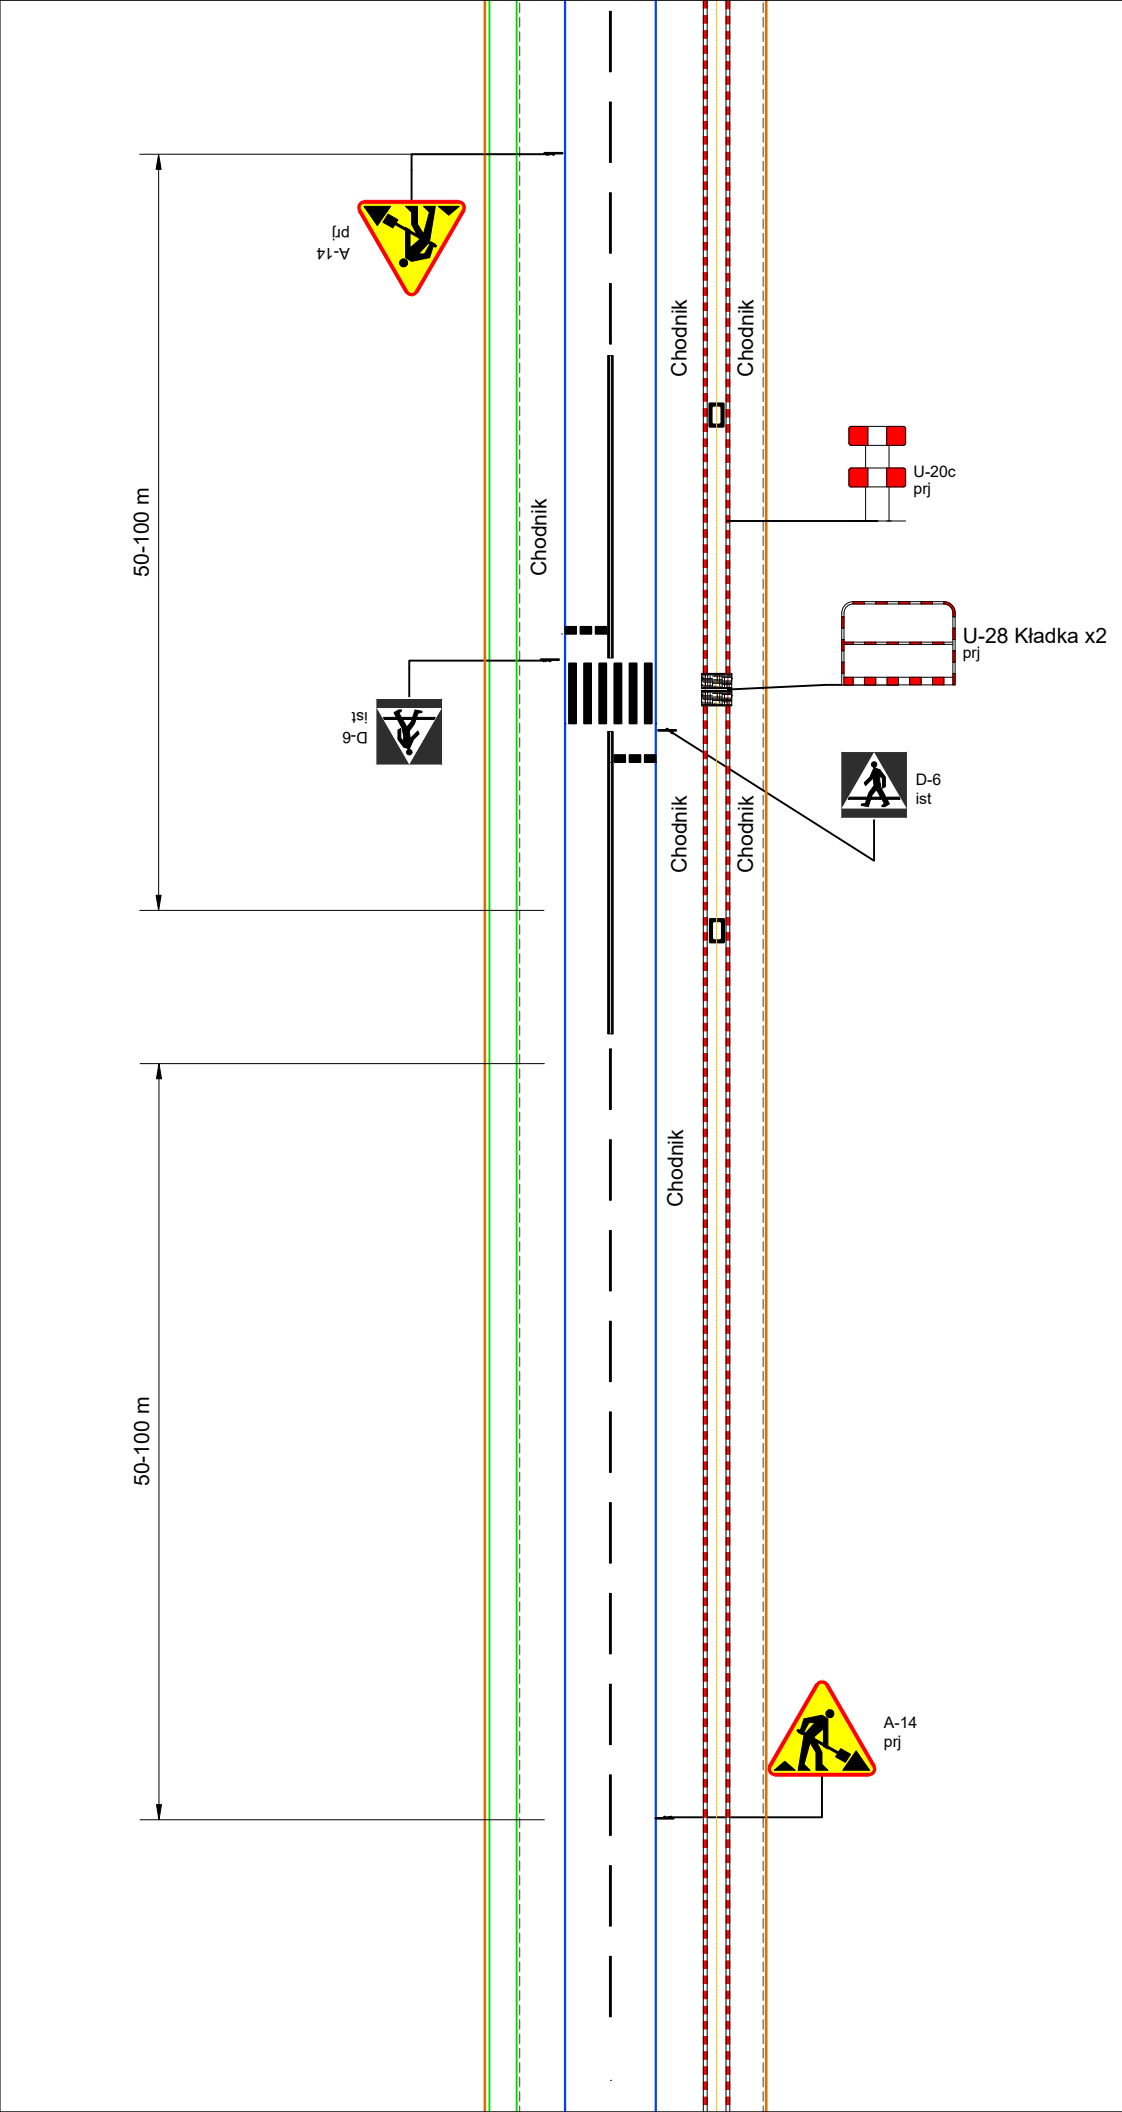 prj
A-14
Chodnik
Chodnik
U-20c
prj
50-100 m
Chodnik
U-28 Kładka x2
prj
ist
D-6
D-6
ist
Chodnik
Chodnik
Chodnik
50-100 m
A-14
prj